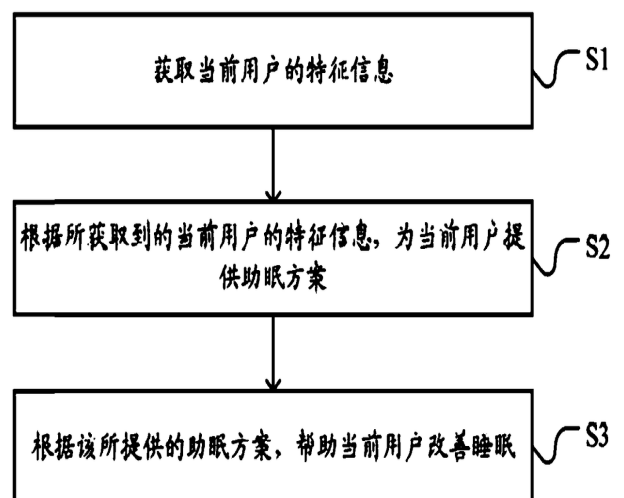 获取当前用户的特征信息
S1
根据所获取到的当前用户的特征信息，为当前用户提
供助眠方案
S2
根据该所提供的助眠方案，帮助当前用户改善睡眠
S3